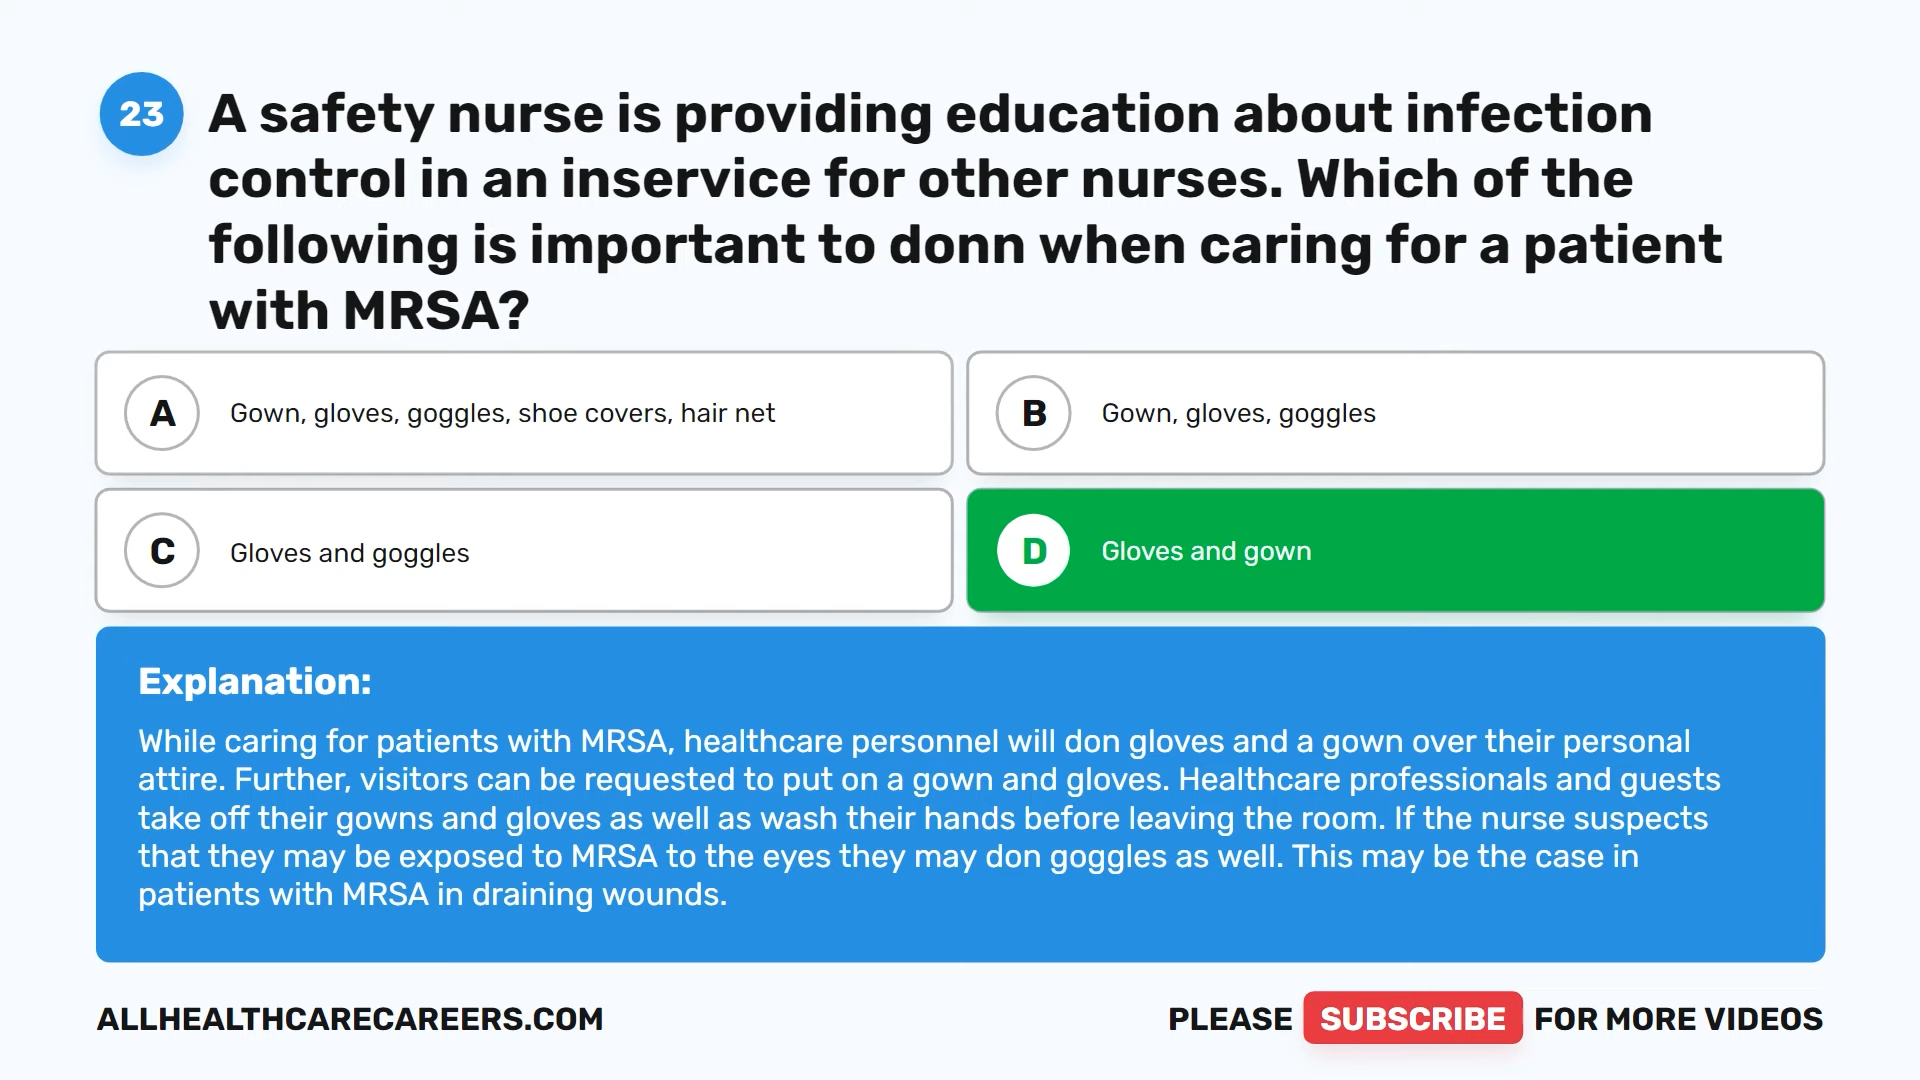 23
A safety nurse is providing education about infection
control in an inservice for other nurses. Which of the
following is important to donn when caring for a patient
with MRSA?
A Gown, gloves, goggles, shoe covers, hair net
B Gown, gloves, goggles
C Gloves and goggles
D Gloves and gown
Explanation:
While caring for patients with MRSA, healthcare personnel will don gloves and a gown over their personal
attire. Further, visitors can be requested to put on a gown and gloves. Healthcare professionals and guests
take off their gowns and gloves as well as wash their hands before leaving the room. If the nurse suspects
that they may be exposed to MRSA to the eyes they may don goggles as well. This may be the case in
patients with MRSA in draining wounds.
ALLHEALTHCARECAREERS.COM
PLEASE SUBSCRIBE FOR MORE VIDEOS